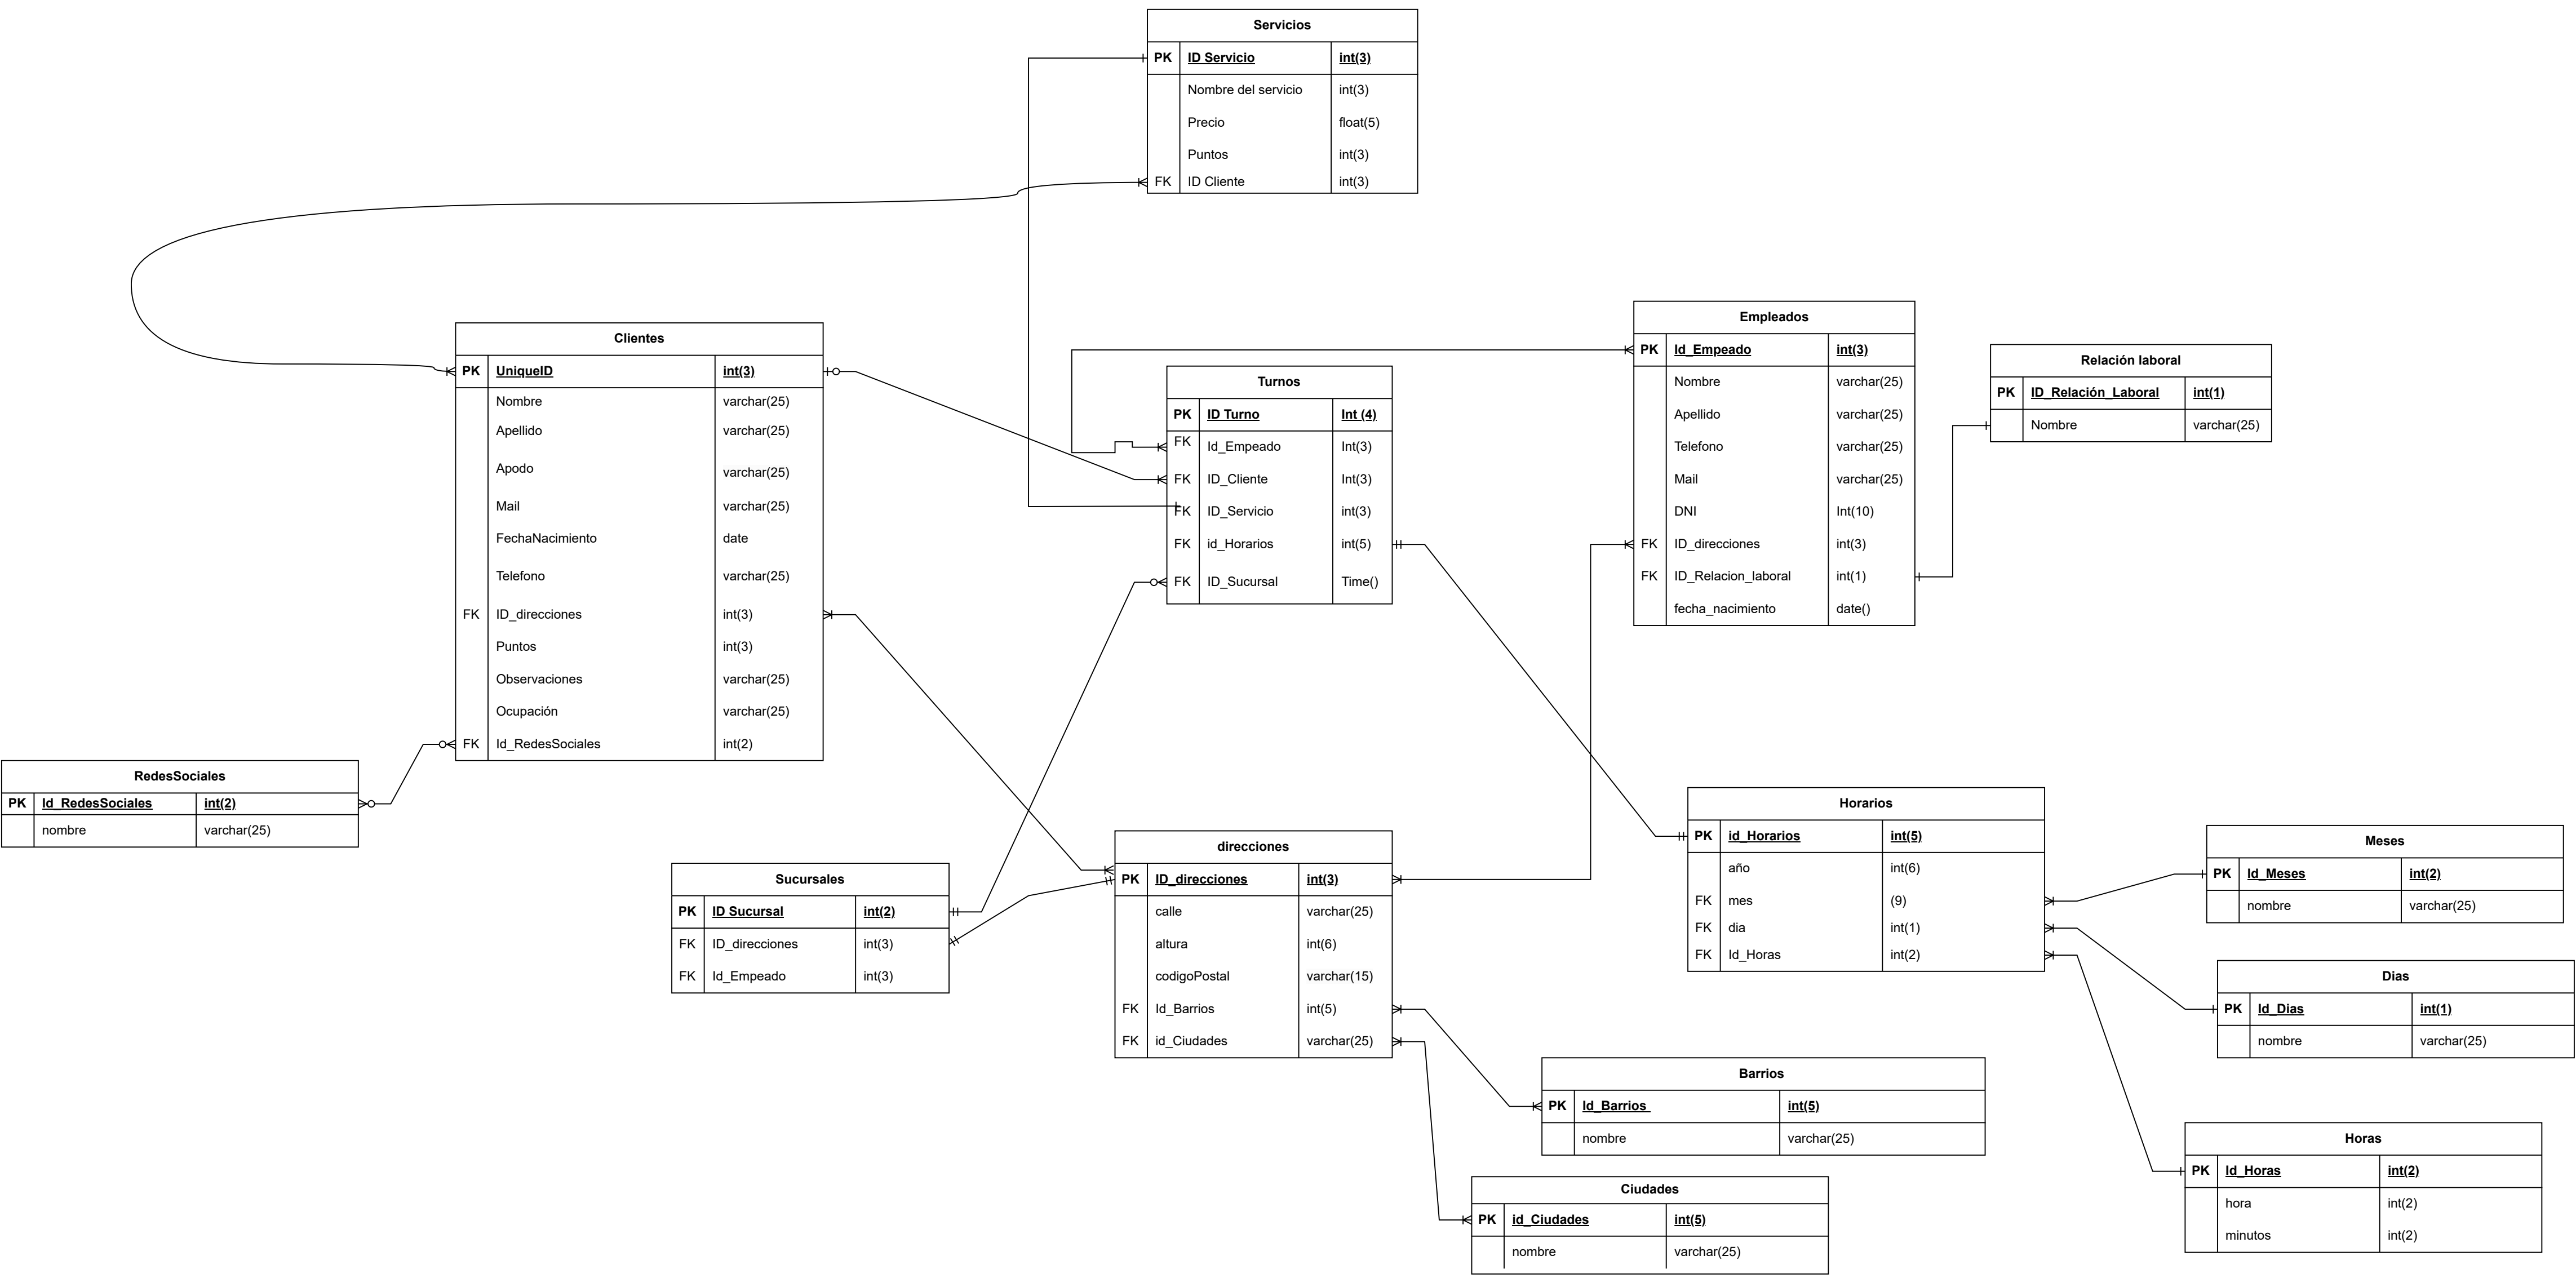 Servicios
PK ID Servicio int(3)
Nombre del servicio int(3)
Precio float(5)
Puntos int(3)
FK ID Cliente int(3)
Clientes
PK UniqueID int(3)
Nombre varchar(25)
Apellido varchar(25)
Apodo varchar(25)
Mail varchar(25)
FechaNacimiento date
Telefono varchar(25)
FK ID_direcciones int(3)
Puntos int(3)
Observaciones varchar(25)
Ocupación varchar(25)
FK Id_RedesSociales int(2)
Turnos
PK ID Turno Int (4)
FK Id_Empeado Int(3)
FK ID_Cliente Int(3)
FK ID_Servicio int(3)
FK id_Horarios int(5)
FK ID_Sucursal Time()
Empleados
PK Id_Empeado int(3)
Nombre varchar(25)
Apellido varchar(25)
Telefono varchar(25)
Mail varchar(25)
DNI Int(10)
FK ID_direcciones int(3)
FK ID_Relacion_laboral int(1)
fecha_nacimiento date()
Relación laboral
PK ID_Relación_Laboral int(1)
Nombre varchar(25)
RedesSociales
PK Id_RedesSociales int(2)
nombre varchar(25)
Sucursales
PK ID Sucursal int(2)
FK ID_direcciones int(3)
FK Id_Empeado int(3)
direcciones
PK ID_direcciones int(3)
calle varchar(25)
altura int(6)
codigoPostal varchar(15)
FK Id_Barrios int(5)
FK id_Ciudades varchar(25)
Horarios
PK id_Horarios int(5)
año int(6)
FK mes (9)
FK dia int(1)
FK Id_Horas int(2)
Meses
PK Id_Meses int(2)
nombre varchar(25)
Dias
PK Id_Dias int(1)
nombre varchar(25)
Barrios
PK Id_Barrios int(5)
nombre varchar(25)
Horas
PK Id_Horas int(2)
hora int(2)
minutos int(2)
Ciudades
PK id_Ciudades int(5)
nombre varchar(25)